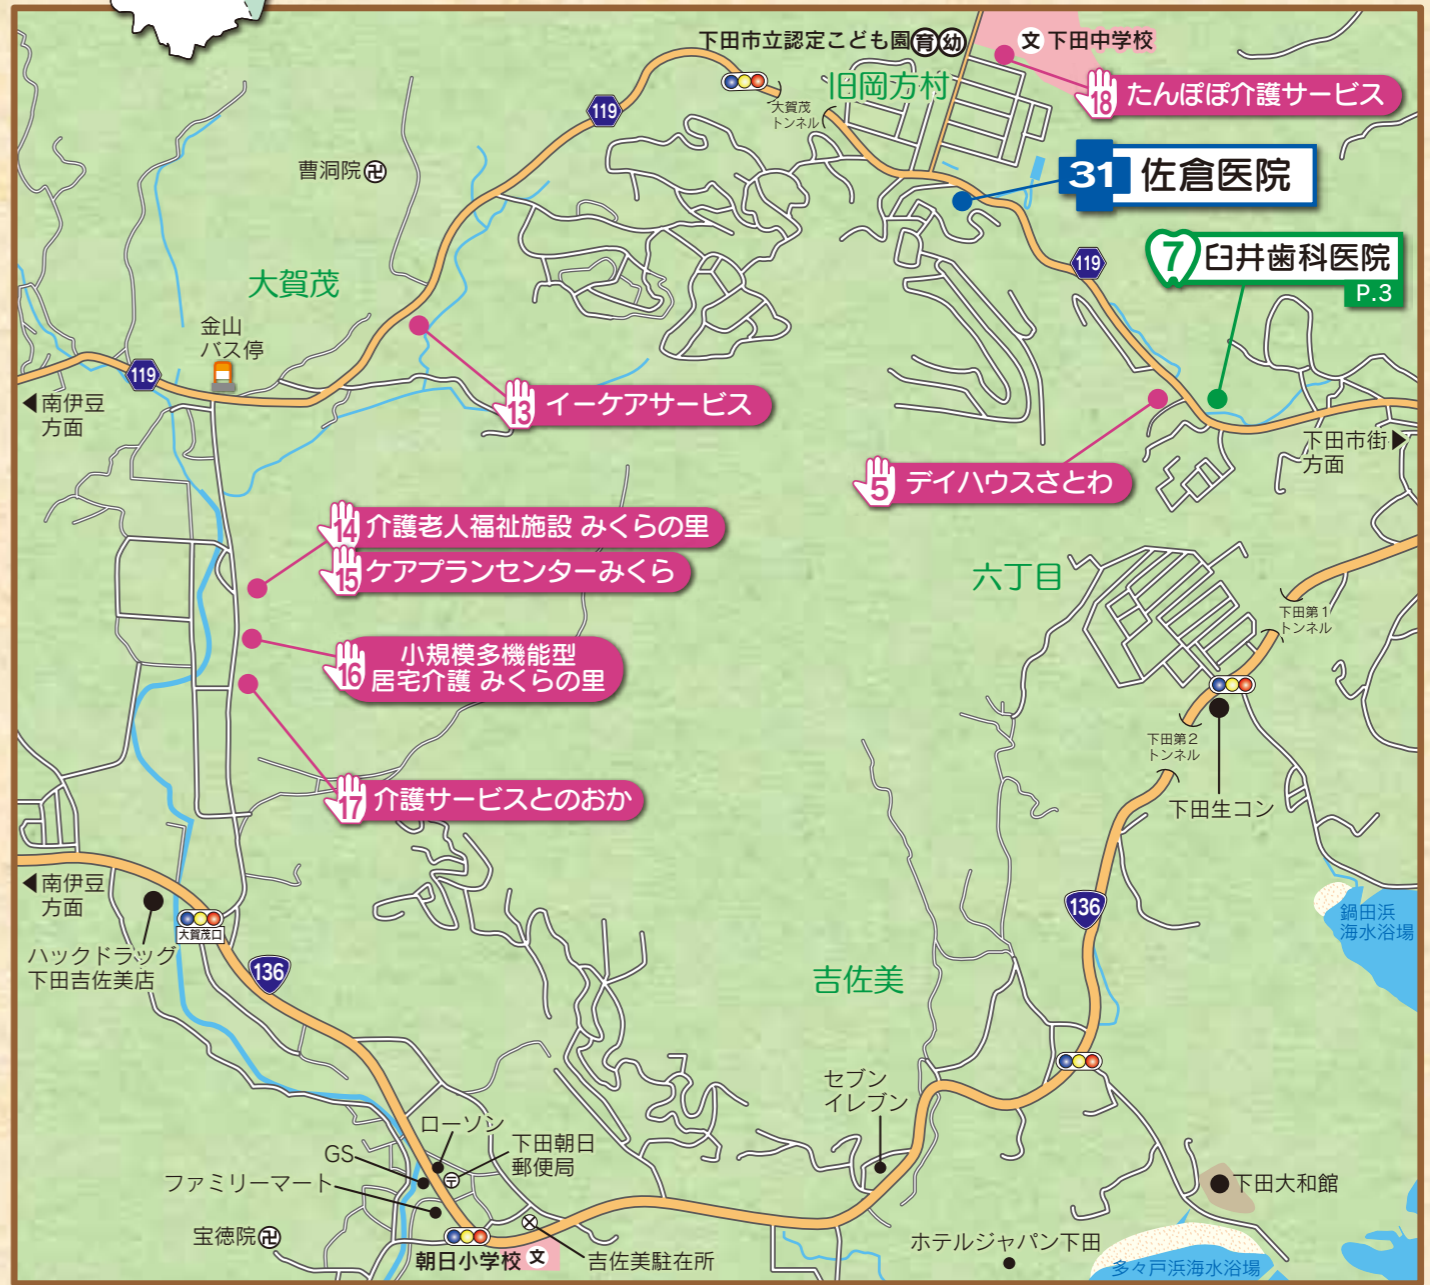 下田市立認定こども園 育 幼
文 下田中学校
旧岡方村
18 たんぽぽ介護サービス
119
大賀茂
トンネル
曹洞院
31 佐倉医院
7 臼井歯科医院
P.3
119
大賀茂
金山
バス停
119
◀南伊豆
方面
13 イーケアサービス
下田市街▶
方面
5 デイハウスさとわ
14 介護老人福祉施設 みくらの里
15 ケアプランセンターみくら
六丁目
下田第1
トンネル
16 小規模多機能型
居宅介護 みくらの里
下田第2
トンネル
17 介護サービスとのおか
下田生コン
◀南伊豆
方面
136
鍋田浜
海水浴場
大賀茂口
ハックドラッグ
下田吉佐美店
136
吉佐美
セブン
イレブン
ローソン
下田朝日
郵便局
GS
ファミリーマート
下田大和館
宝徳院
朝日小学校 文
吉佐美駐在所
ホテルジャパン下田
多々戸浜海水浴場